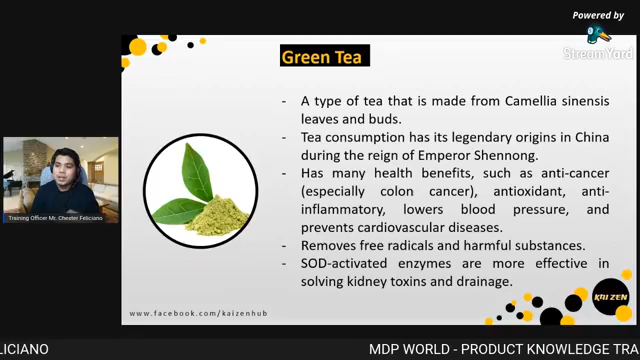 Powered by
StreamYard
Green Tea
- A type of tea that is made from Camellia sinensis
leaves and buds.
- Tea consumption has its legendary origins in China
during the reign of Emperor Shennong.
- Has many health benefits, such as anti-cancer
(especially colon cancer), antioxidant, anti-
inflammatory, lowers blood pressure, and
prevents cardiovascular diseases.
- Removes free radicals and harmful substances.
- SOD-activated enzymes are more effective in
solving kidney toxins and drainage.
Training Officer Mr. Chester Feliciano
www.facebook.com/kaizenhub
KAIZEN
LICIANO
MDP WORLD - PRODUCT KNOWLEDGE TRA